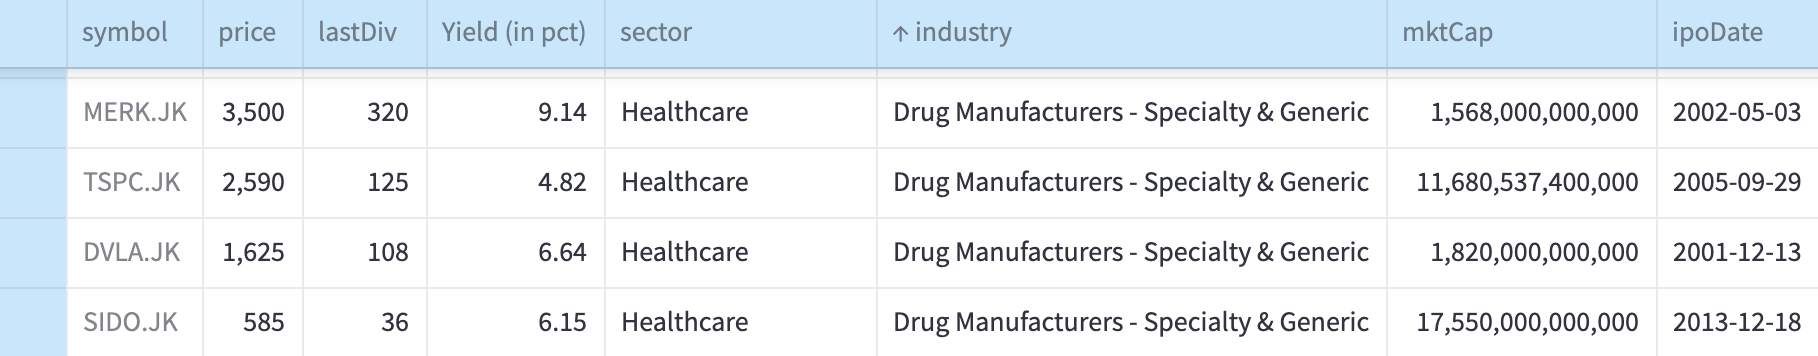 symbol price lastDiv Yield (in pct) sector ↑ industry mktCap ipoDate
MERK.JK 3,500 320 9.14 Healthcare Drug Manufacturers - Specialty & Generic 1,568,000,000,000 2002-05-03
TSPC.JK 2,590 125 4.82 Healthcare Drug Manufacturers - Specialty & Generic 11,680,537,400,000 2005-09-29
DVLA.JK 1,625 108 6.64 Healthcare Drug Manufacturers - Specialty & Generic 1,820,000,000,000 2001-12-13
SIDO.JK 585 36 6.15 Healthcare Drug Manufacturers - Specialty & Generic 17,550,000,000,000 2013-12-18